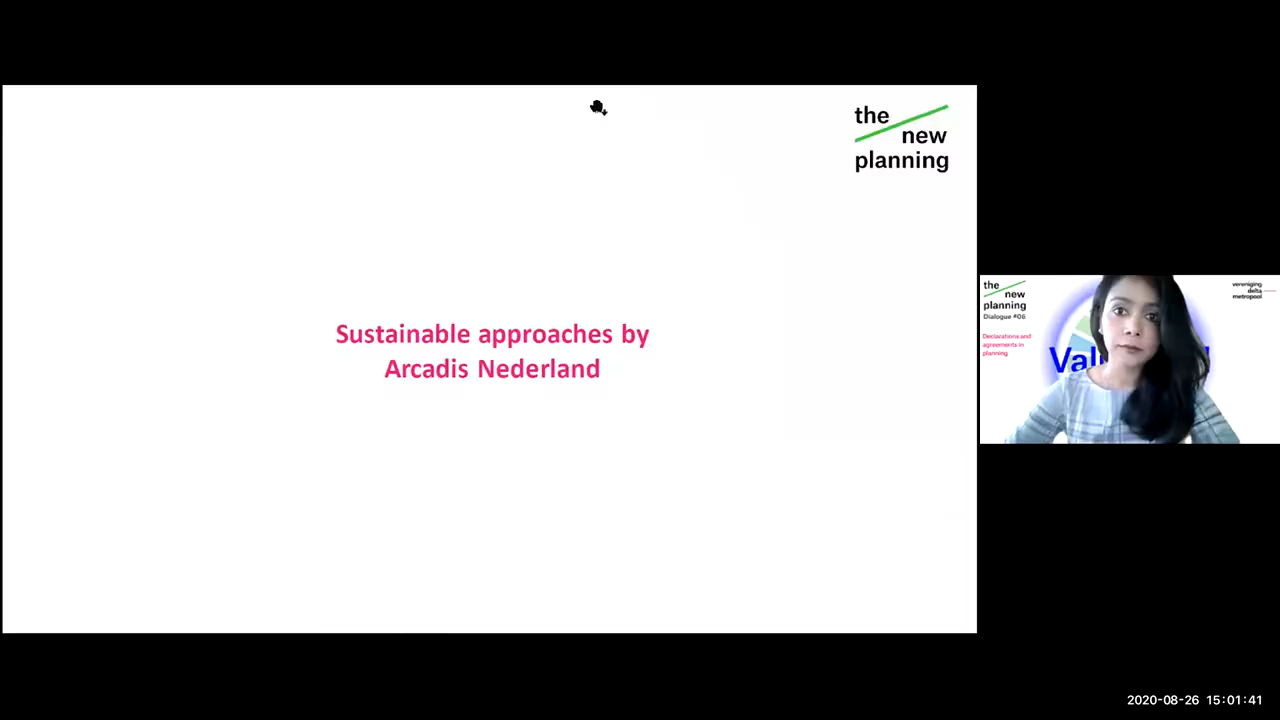 the
new
planning
Sustainable approaches by
Arcadis Nederland
the
new
planning
Dialogue #06
Declarations and
agreements in
planning
vereniging
delta
metropool
2020-08-26 15:01:41